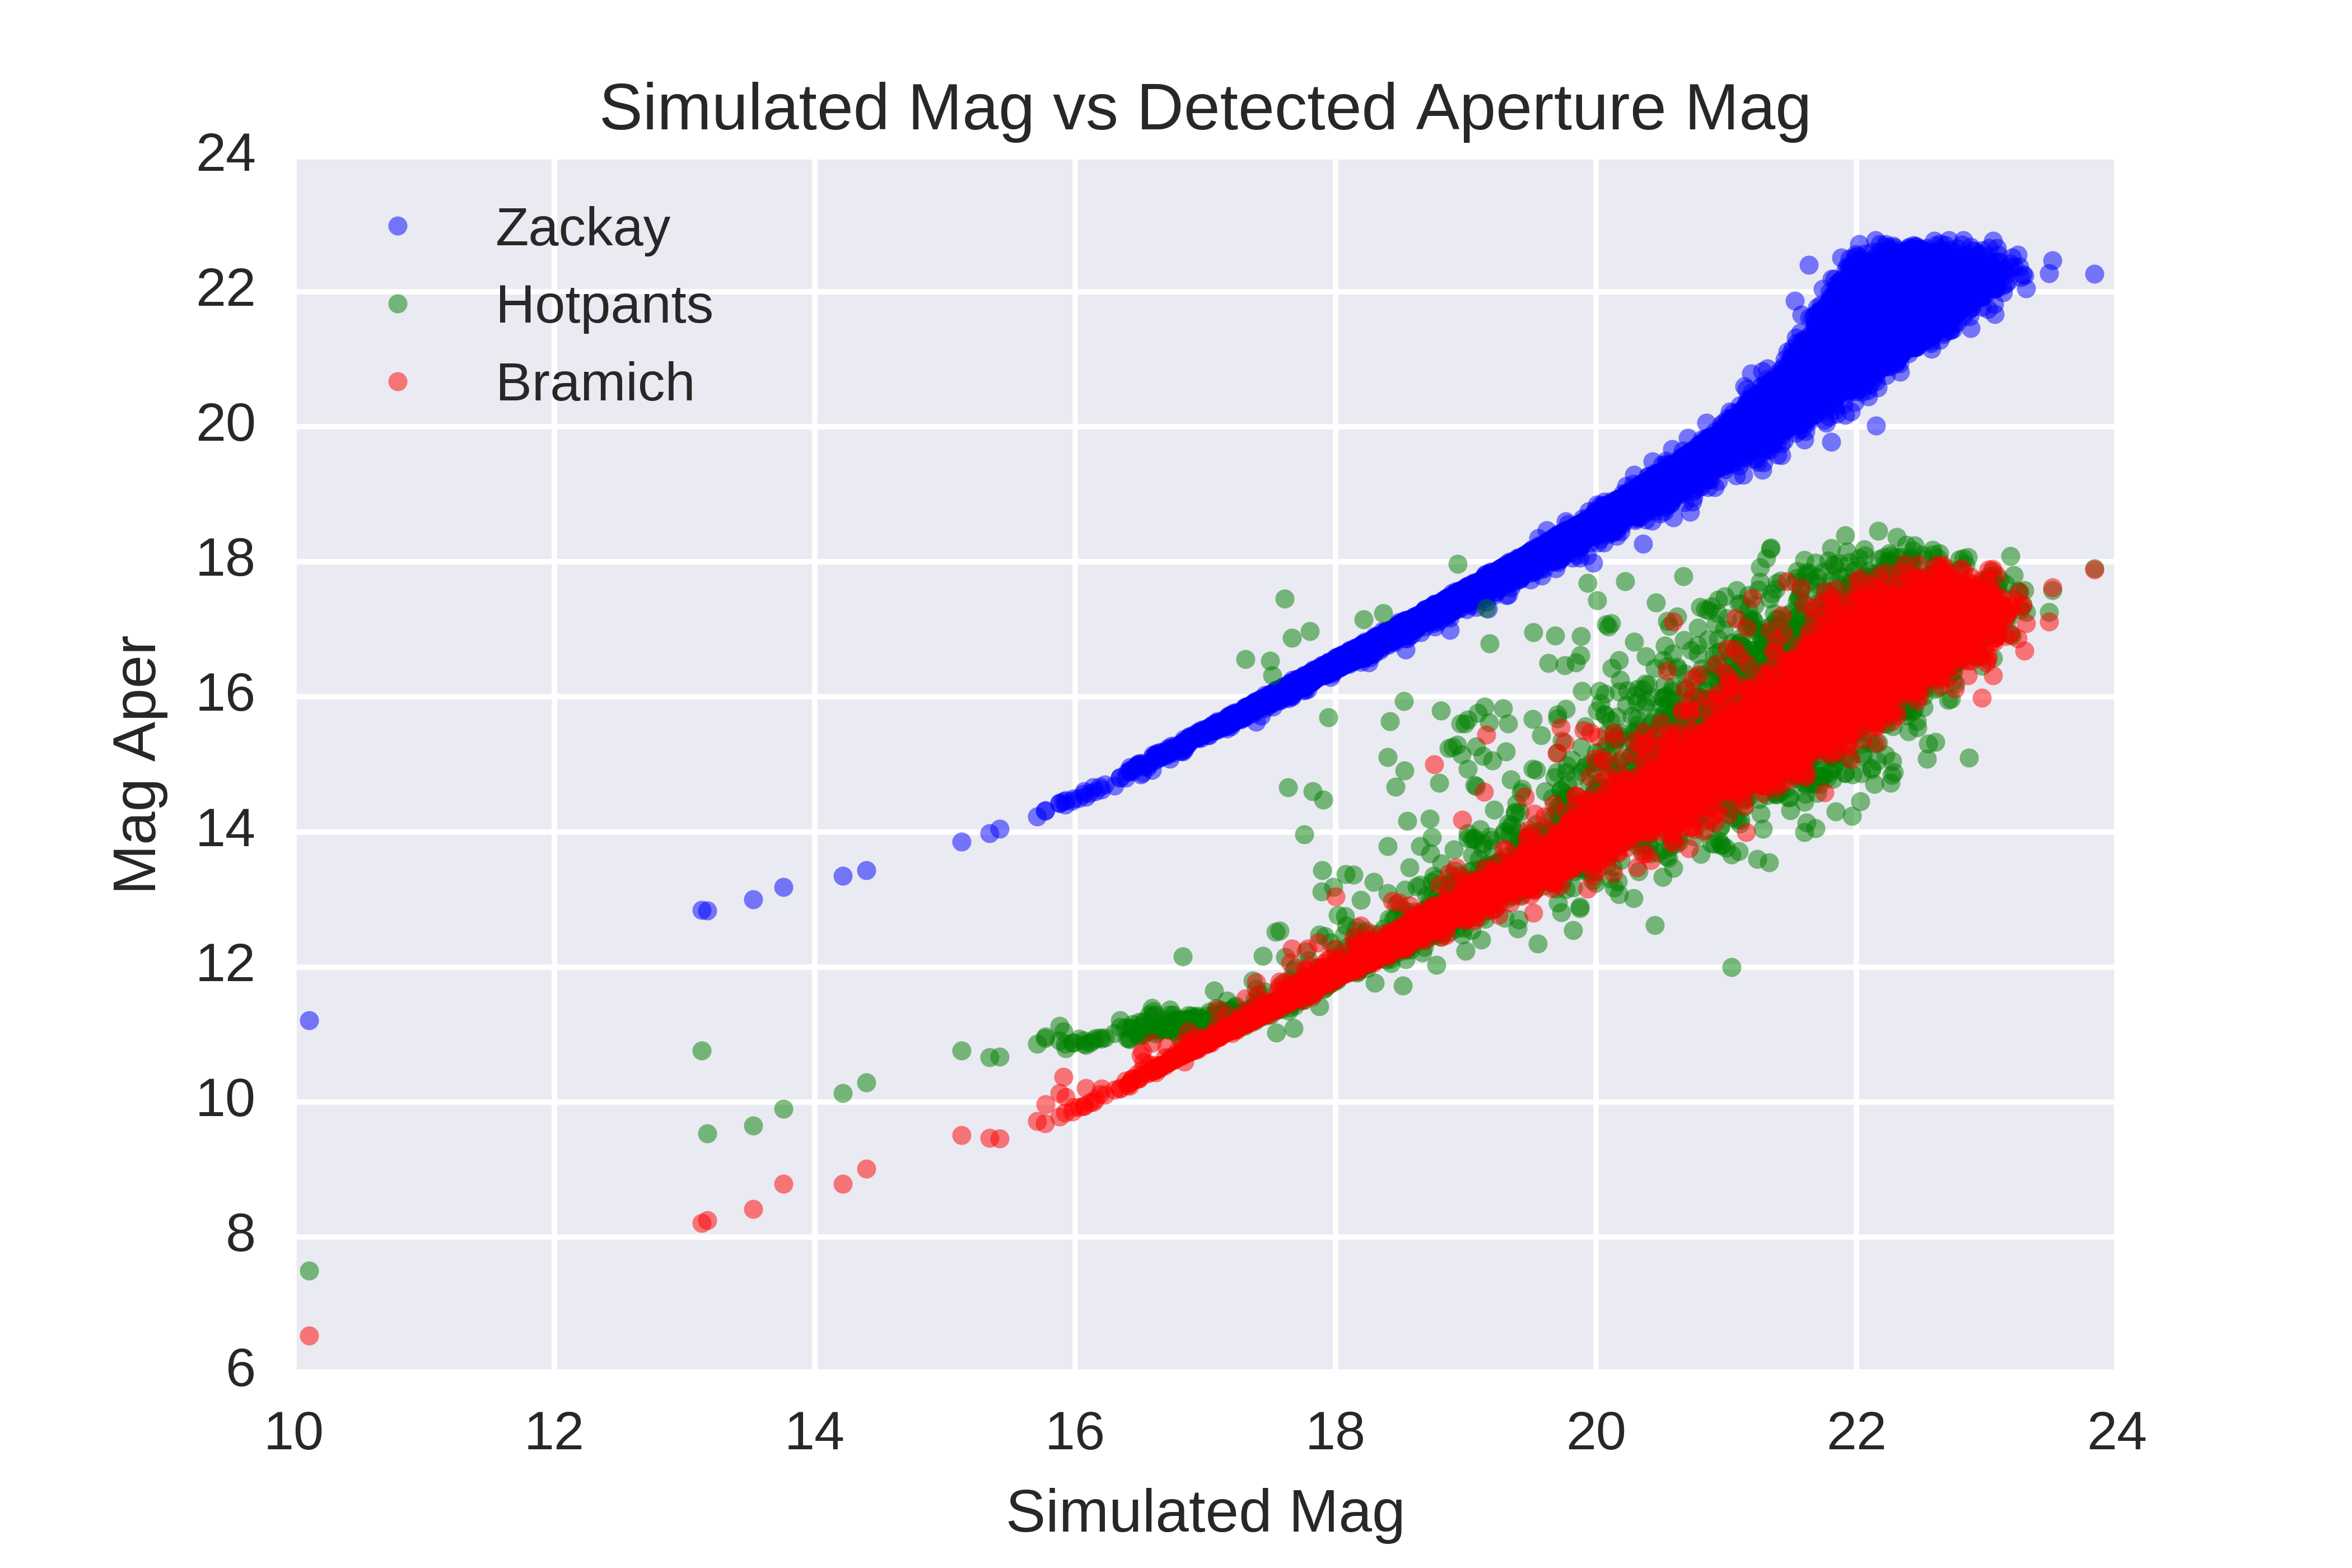 Simulated Mag vs Detected Aperture Mag
24
22
20
18
16
14
12
10
8
6
Mag Aper
Zackay
Hotpants
Bramich
10 12 14 16 18 20 22 24
Simulated Mag